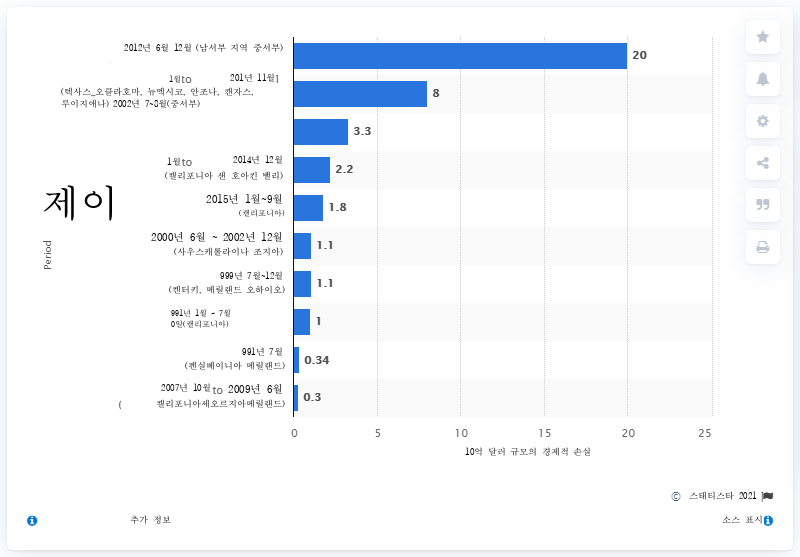 2012년 6월 12월 (남서부 지역 중서부)
20
1월to 201년 11월]
(텍사스_오클라호마, 뉴멕시코, 안조나, 캔자스,
루이지애나) 2002년 7~8월(중서부)
8
3.3
1월to 2014년 12월
(캘리포니아 샌 호아킨 밸리)
2.2
제이
2015년 1월~9월
(캘리포니아)
1.8
2000년 6월 ~ 2002년 12월
(사우스캐롤라이나 조지아)
1.1
Period
999년 7월~12월
(켄터키, 메릴랜드 오하이오)
1.1
991년 1월 ~ 7월
0일(캘리포니아)
1
991년 7월
(펜실베이니아 메릴랜드)
0.34
2007년 10월to 2009년 6월
( 캘리포니아세오르지아메릴랜드)
0.3
0 5 10 15 20 25
10억 달러 규모의 경제적 손실
© 스태티스타 2021
추가 정보
소스 표시